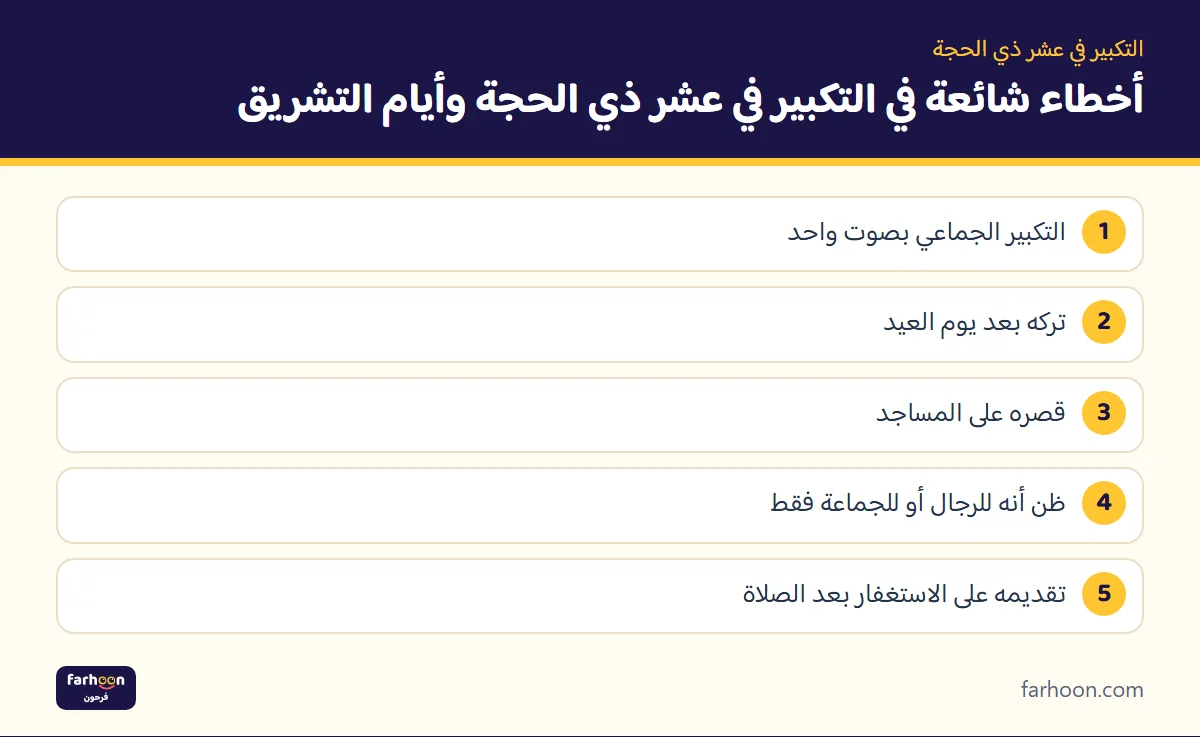 التكبير في عشر ذي الحجة
أخطاء شائعة في التكبير في عشر ذي الحجة وأيام التشريق
1 التكبير الجماعي بصوت واحد
2 تركه بعد يوم العيد
3 قصره على المساجد
4 ظن أنه للرجال أو للجماعة فقط
5 تقديمه على الاستغفار بعد الصلاة
farhoon.com
farhoon
فرحون